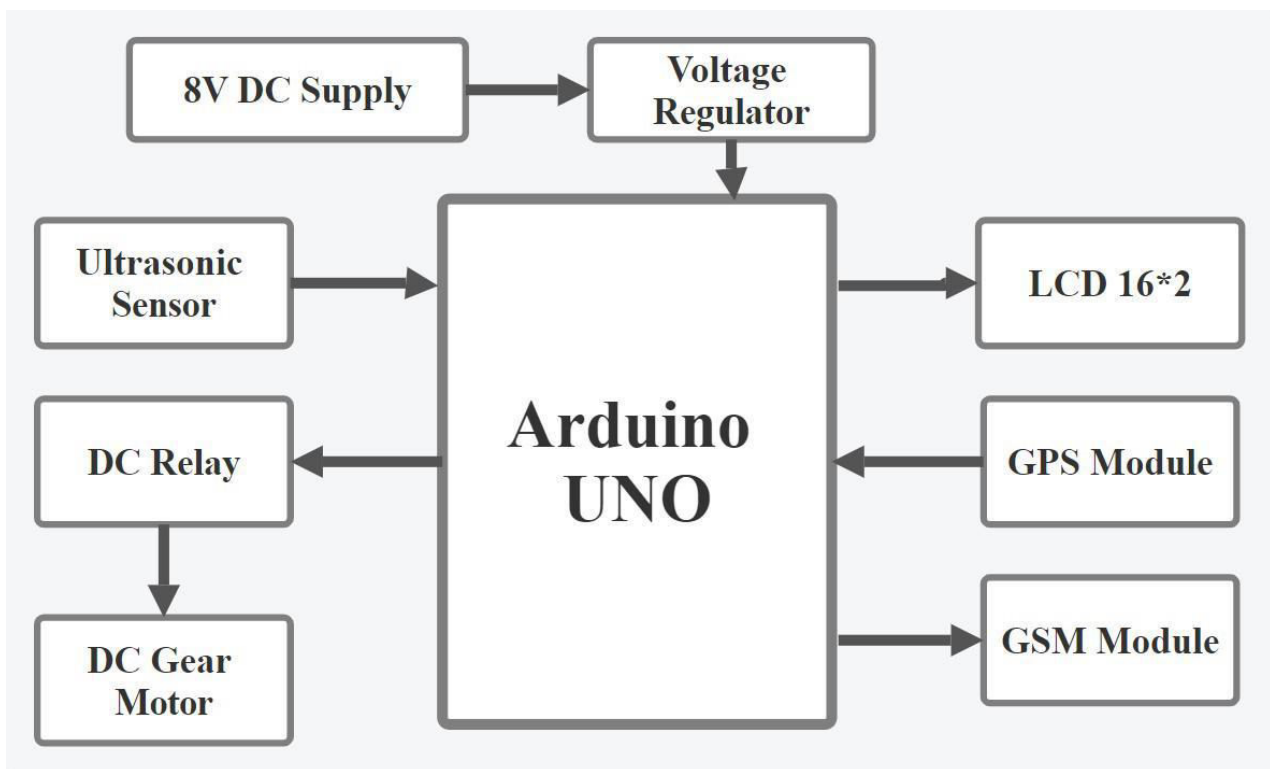 8V DC Supply
Voltage
Regulator
Ultrasonic
Sensor
LCD 16*2
Arduino
UNO
DC Relay
GPS Module
DC Gear
Motor
GSM Module